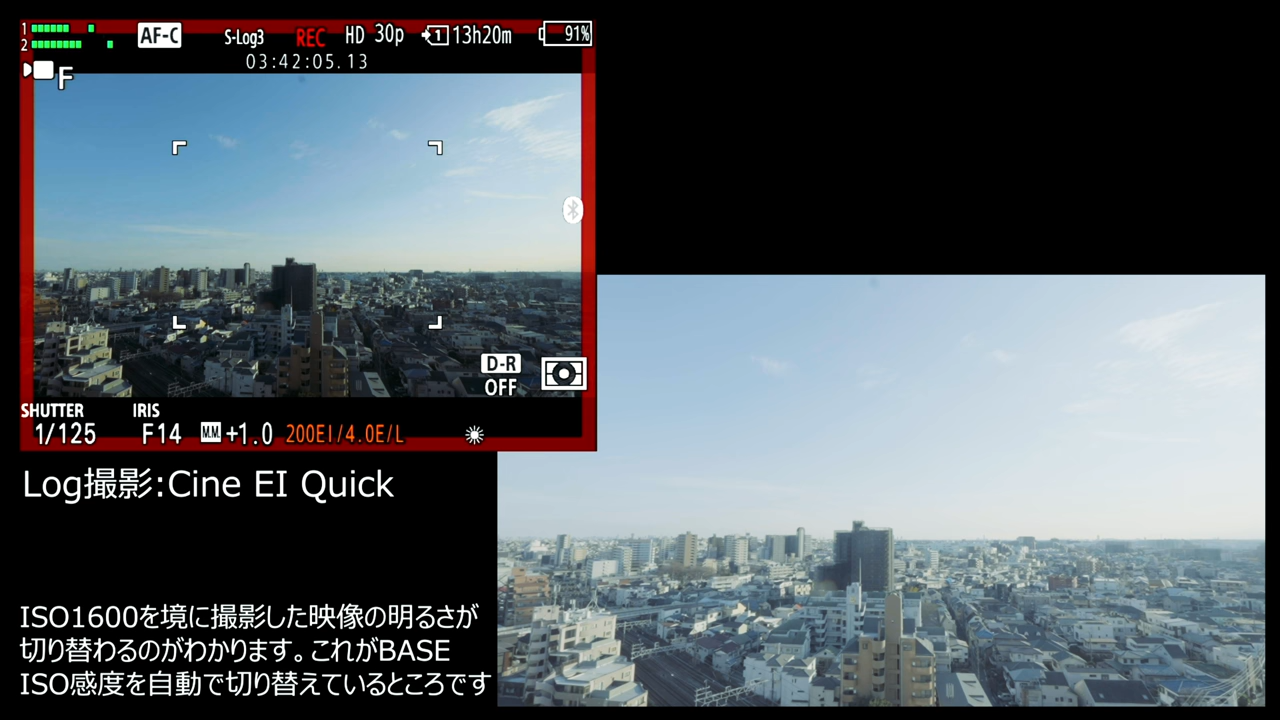 1
2
AF-C
S-Log3
REC
HD 30p
1 13h20m
91%
03:42:05.13
F
D-R
OFF
SHUTTER
IRIS
1/125
F14
M.M. +1.0
200EI/4.0E/L
Log撮影:Cine EI Quick
ISO1600を境に撮影した映像の明るさが
切り替わるのがわかります。これがBASE
ISO感度を自動で切り替えているところです